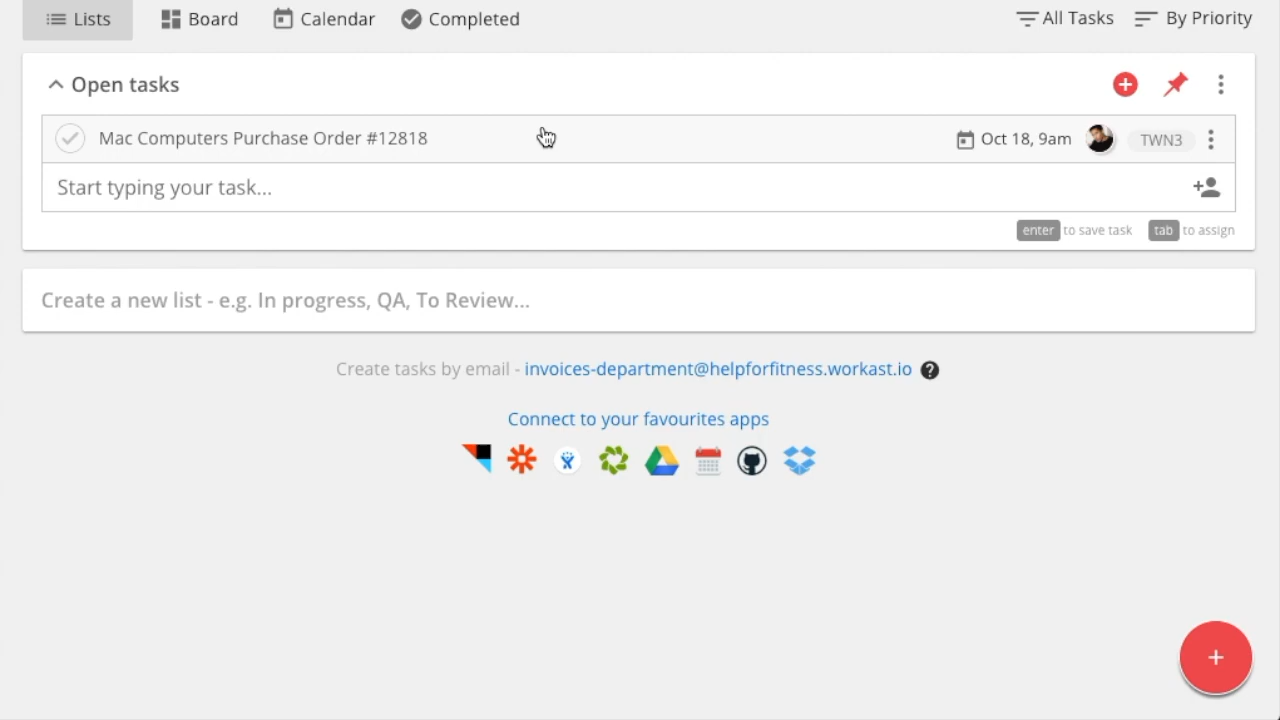 Lists Board Calendar Completed All Tasks By Priority
Open tasks
Mac Computers Purchase Order #12818 Oct 18, 9am TWN3
Start typing your task...
enter to save task tab to assign
Create a new list - e.g. In progress, QA, To Review...
Create tasks by email - invoices-department@helpforfitness.workast.io ?
Connect to your favourites apps